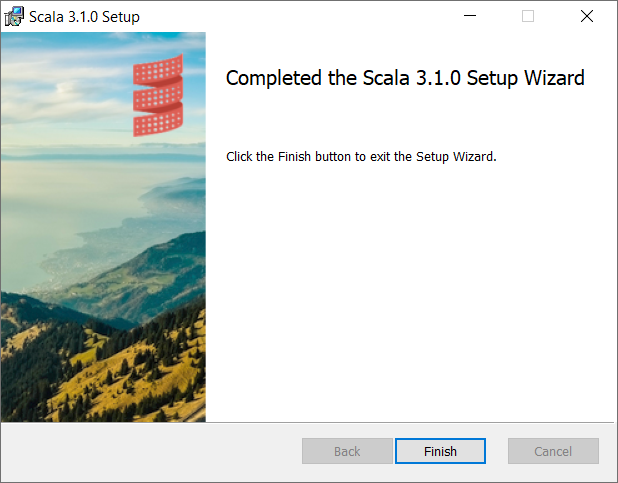 Scala 3.1.0 Setup
Completed the Scala 3.1.0 Setup Wizard
Click the Finish button to exit the Setup Wizard.
Back
Finish
Cancel